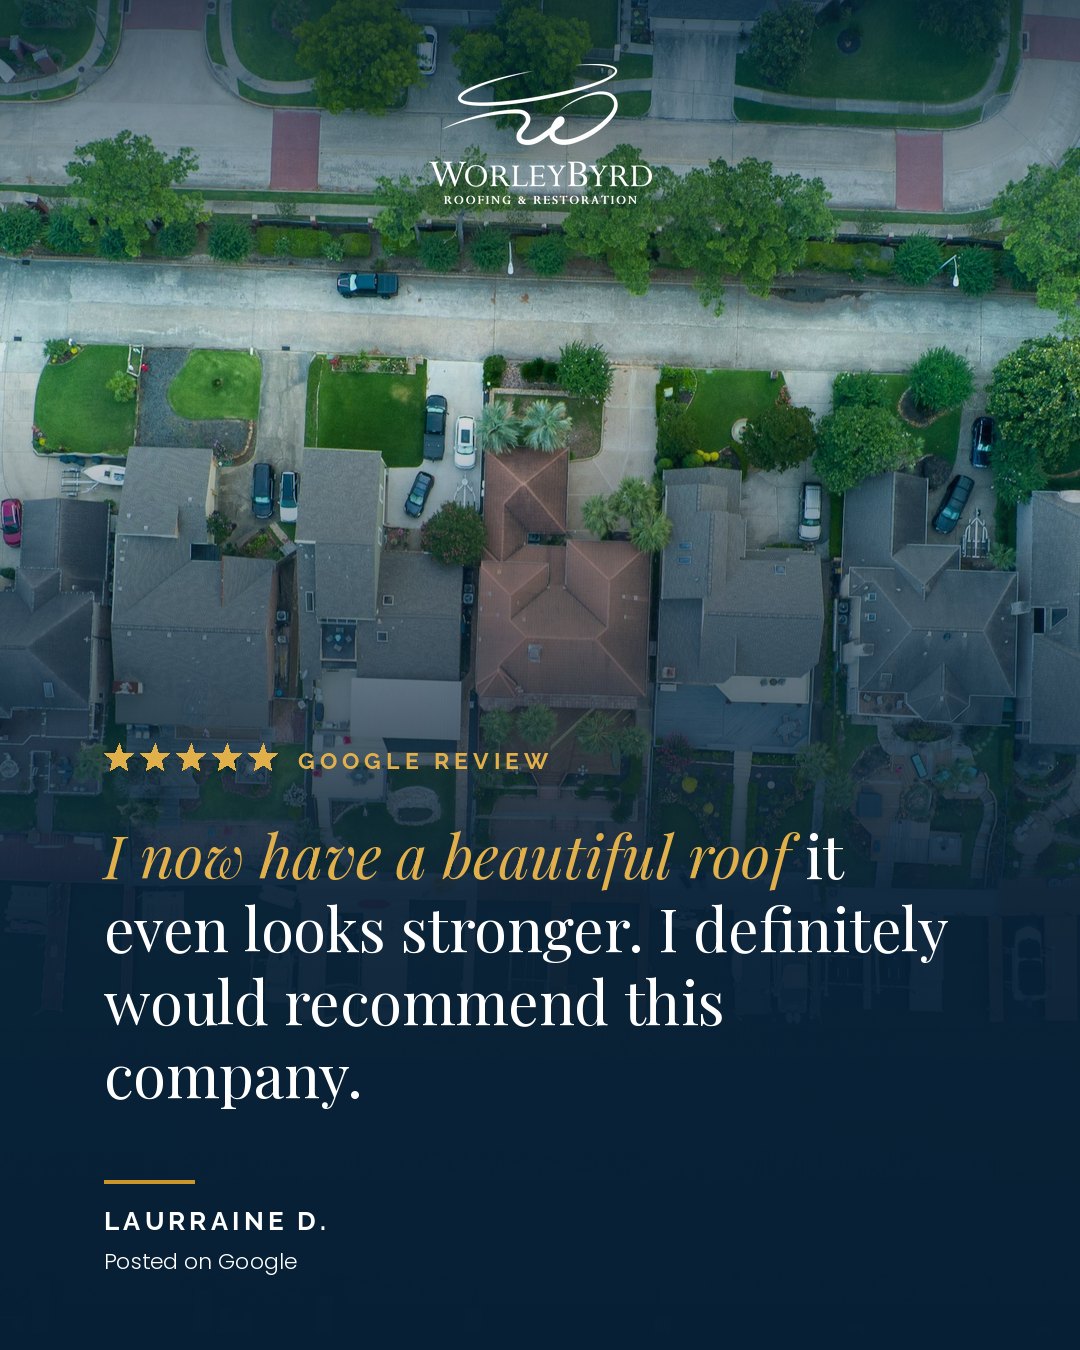 WORLEYBYRD
ROOFING & RESTORATION
GOOGLE REVIEW
I now have a beautiful roof it
even looks stronger. I definitely
would recommend this
company.
LAURRAINE D.
Posted on Google